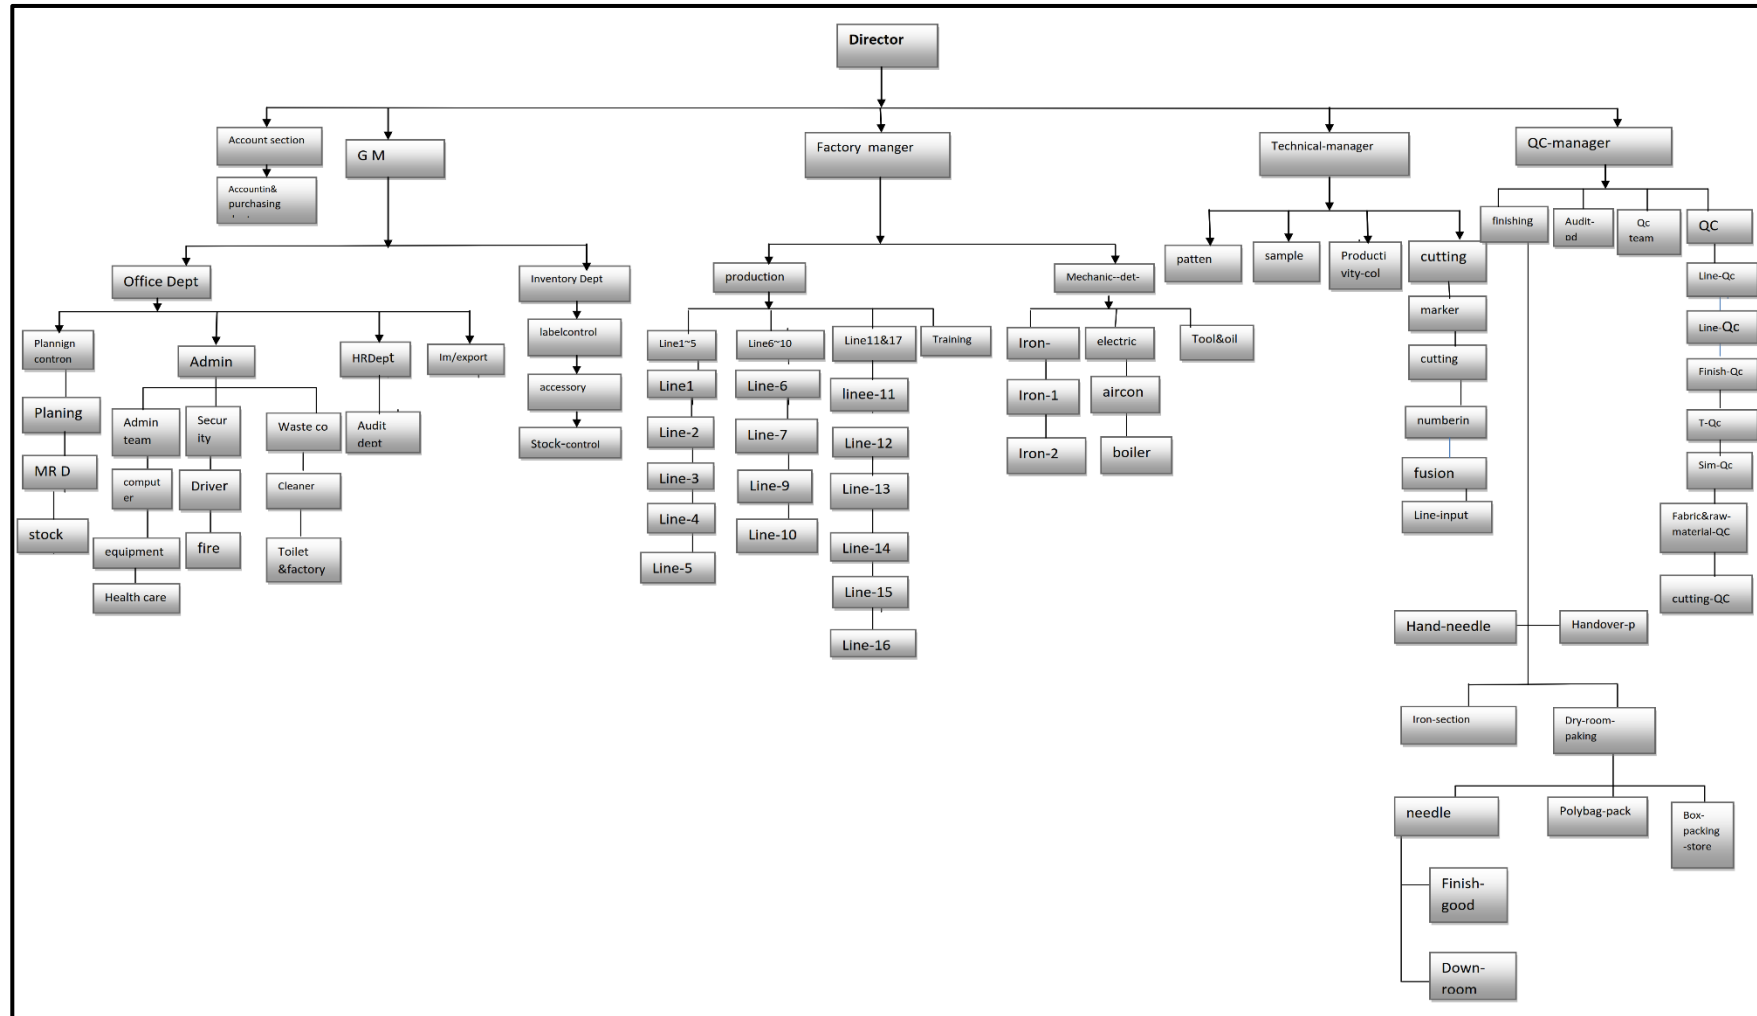 Director
Account section
G M
Factory  manger
Technical-manager
QC-manager
Accountin&
purchasing
finishing
Audit-
pd
Qc
team
QC
Office Dept
Inventory Dept
production
Mechanic--det-
patten
sample
Producti
vity-col
cutting
Line-Qc
Plannign
contron
Admin
HRDept
Im/export
labelcontrol
Line1~5
Line6~10
Line11&17
Training
Iron-
electric
Tool&oil
marker
Line-Qc
Planing
Admin
team
Secur
ity
Waste co
Audit
dept
accessory
Line1
Line-6
linee-11
Iron-1
aircon
cutting
Finish-Qc
MR D
comput
er
Driver
Cleaner
Stock-control
Line-2
Line-7
Line-12
Iron-2
boiler
numberin
T-Qc
stock
equipment
fire
Toilet
&factory
Line-3
Line-9
Line-13
fusion
Sim-Qc
Health care
Line-4
Line-10
Line-14
Line-input
Fabric&raw-
material-QC
Line-5
Line-15
cutting-QC
Line-16
Hand-needle
Handover-p
Iron-section
Dry-room-
paking
needle
Polybag-pack
Box-
packing
-store
Finish-
good
Down-
room